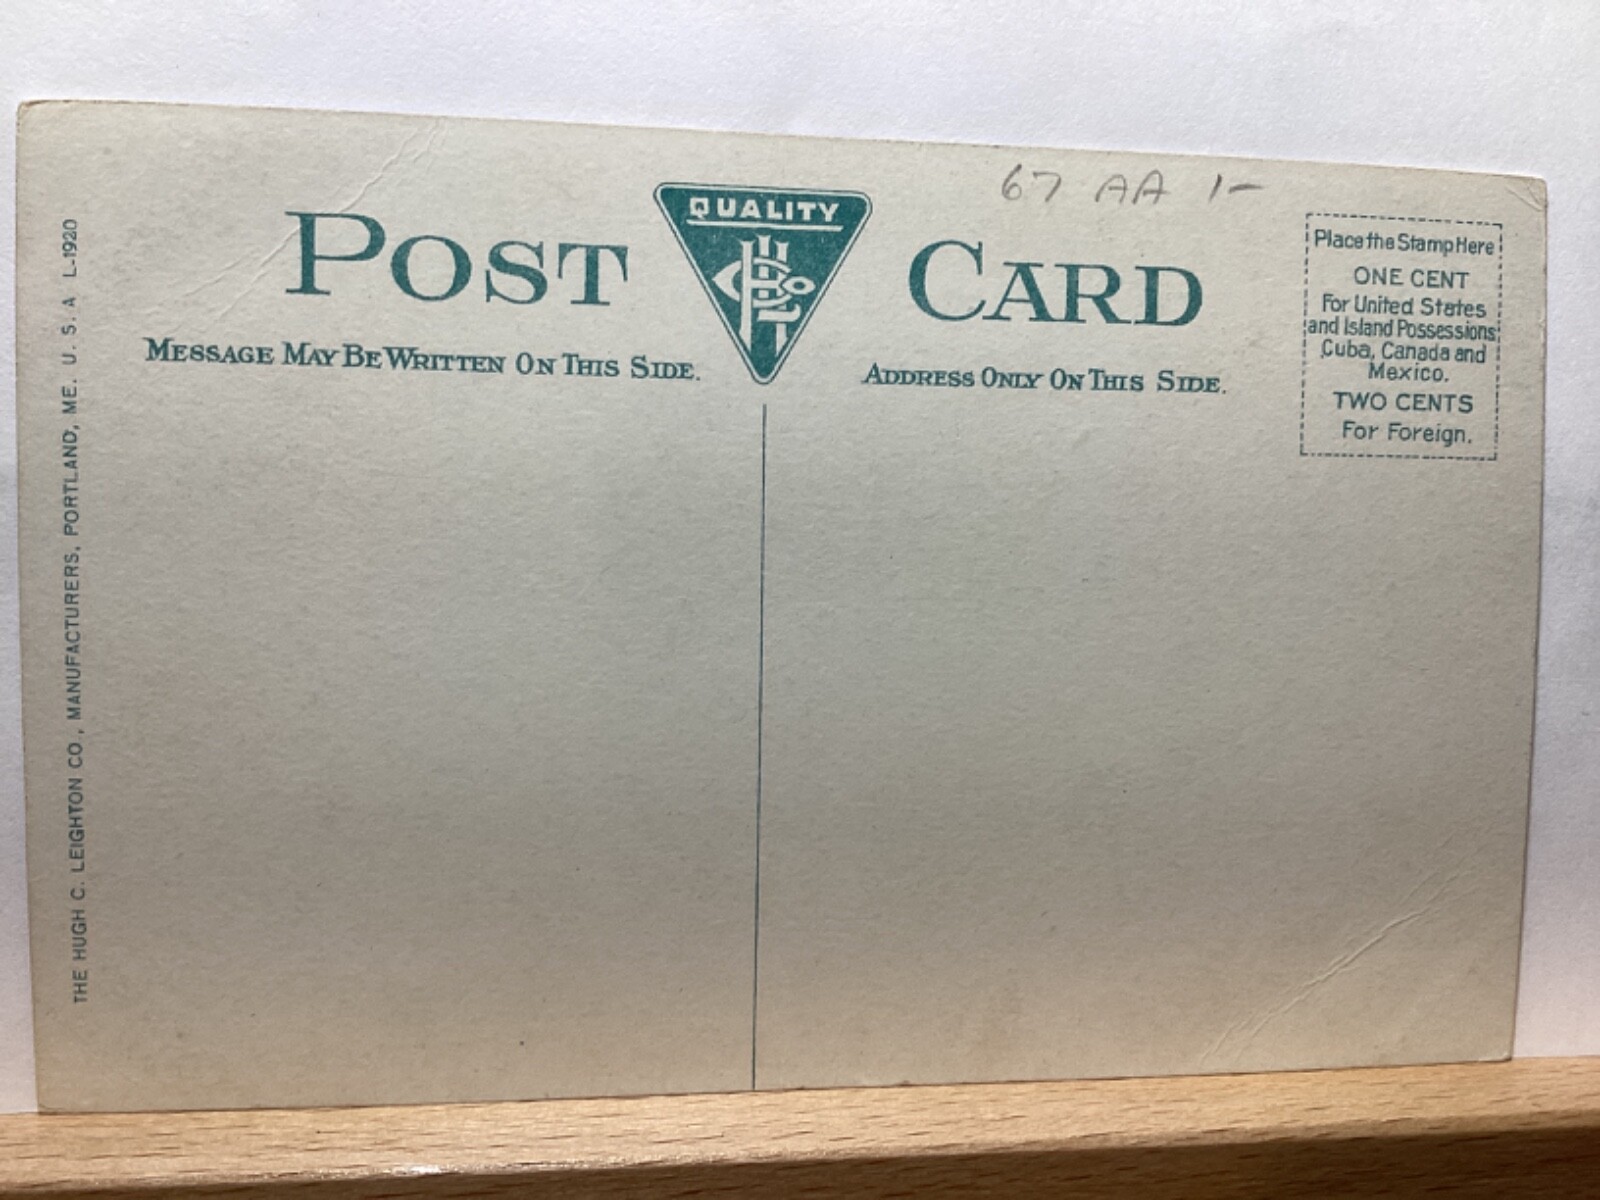 67 AA 1-
QUALITY
POST CARD
MESSAGE MAY BE WRITTEN ON THIS SIDE.
ADDRESS ONLY ON THIS SIDE.
Place the Stamp Here
ONE CENT
For United States
and Island Possessions,
Cuba, Canada and
Mexico.
TWO CENTS
For Foreign.
THE HUGH C. LEIGHTON CO., MANUFACTURERS, PORTLAND, ME. U. S. A L-1920